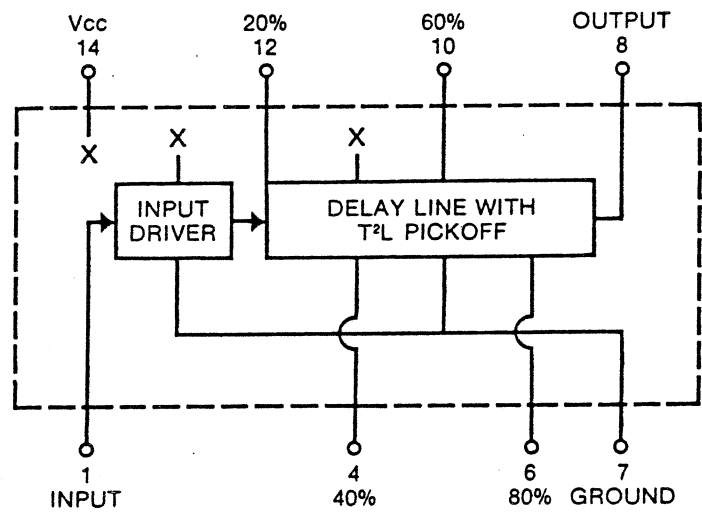 Vcc 20% 60% OUTPUT
14 12 10 8
X X X
INPUT
DRIVER
DELAY LINE WITH
T²L PICKOFF
1 4 6 7
INPUT 40% 80% GROUND